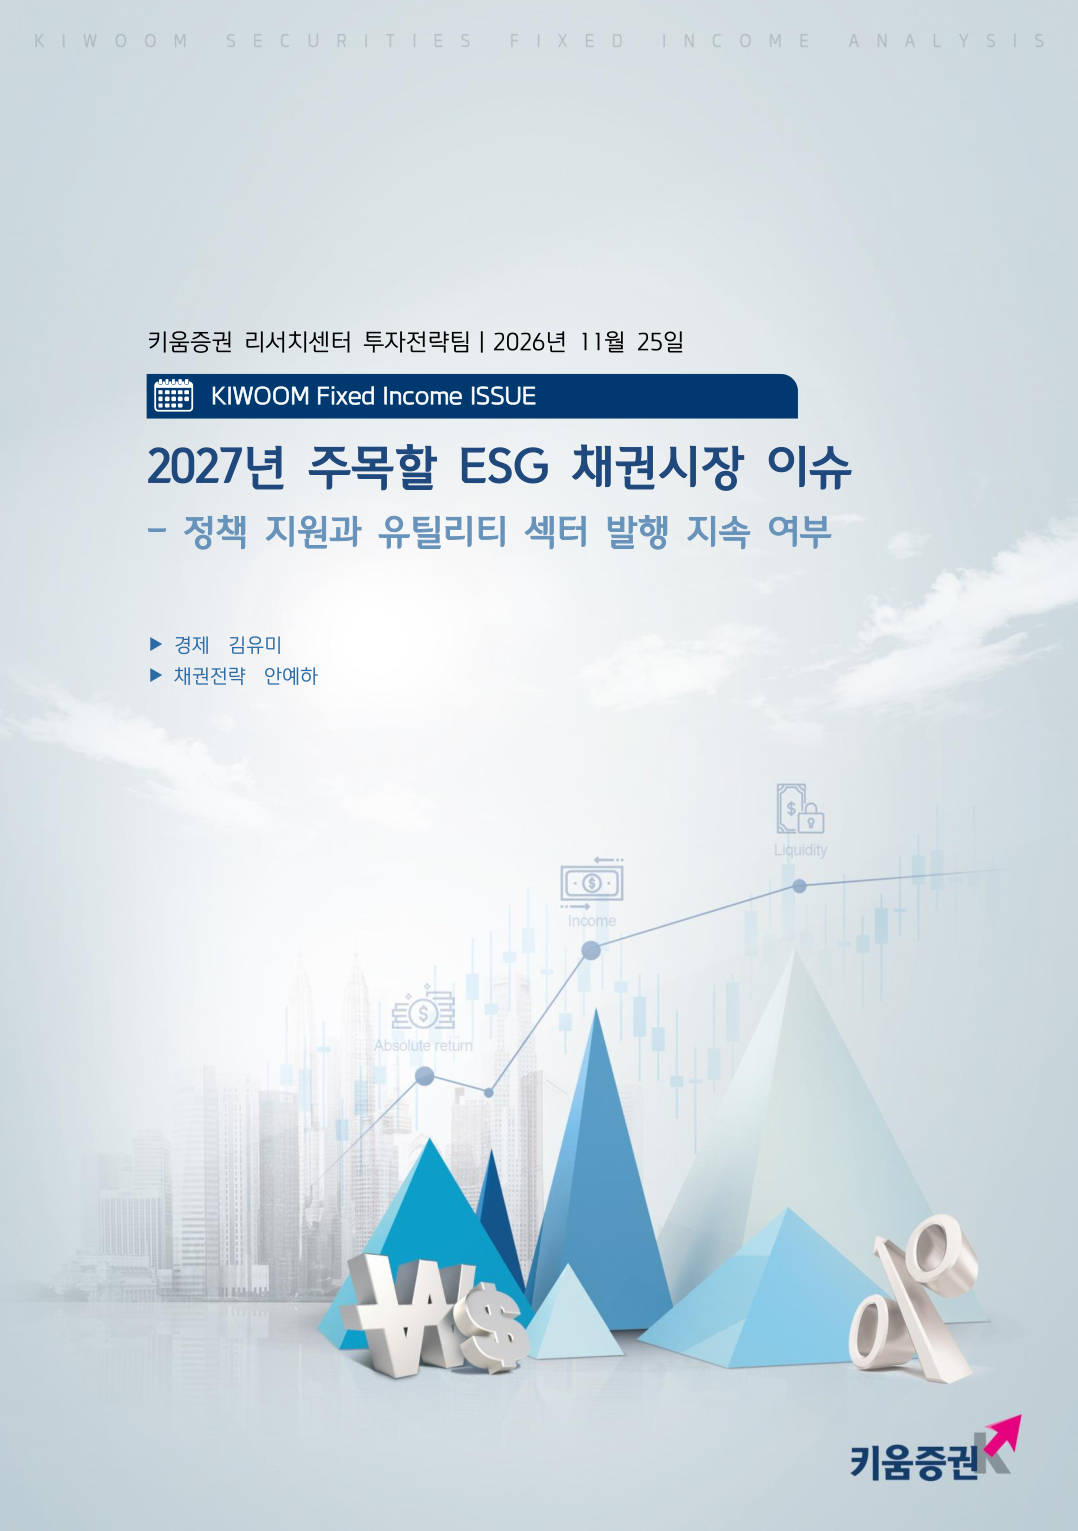 KIWOOM SECURITIES FIXED INCOME ANALYSIS
키움증권 리서치센터 투자전략팀 | 2026년 11월 25일
KIWOOM Fixed Income ISSUE
2027년 주목할 ESG 채권시장 이슈
- 정책 지원과 유틸리티 섹터 발행 지속 여부
▶ 경제 김유미
▶ 채권전략 안예하
Liquidity
Income
Absolute return
키움증권